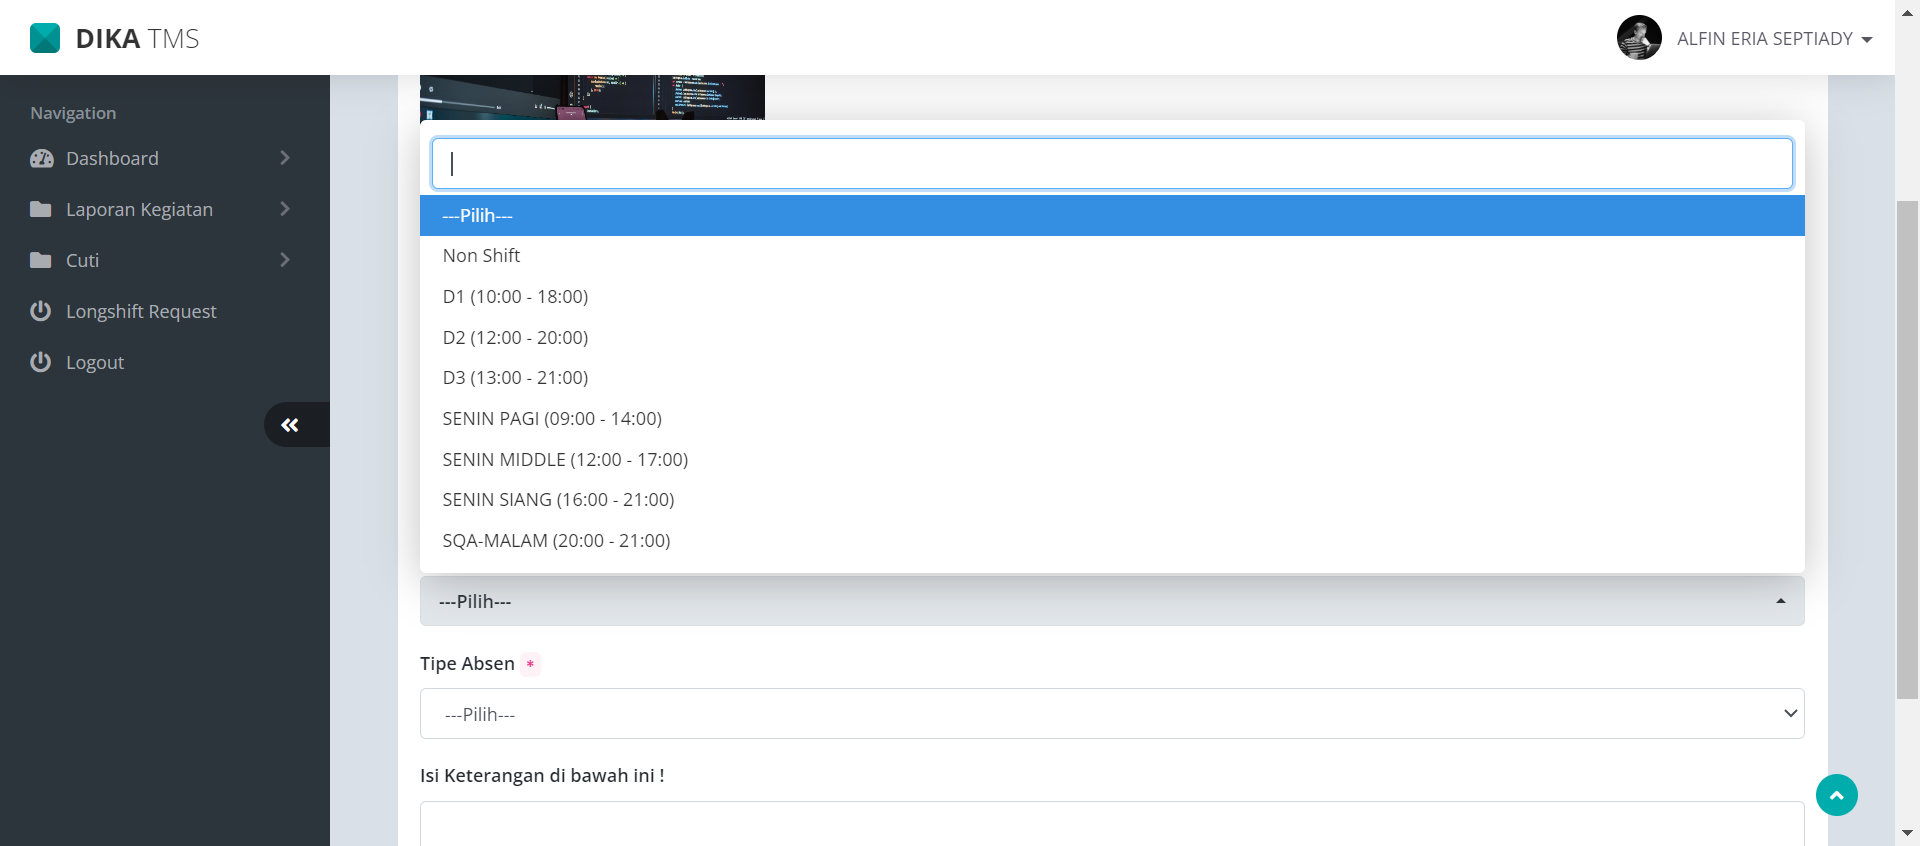 DIKA TMS
ALFIN ERIA SEPTIADY
Navigation
Dashboard
Laporan Kegiatan
Cuti
Longshift Request
Logout
---Pilih---
Non Shift
D1 (10:00 - 18:00)
D2 (12:00 - 20:00)
D3 (13:00 - 21:00)
SENIN PAGI (09:00 - 14:00)
SENIN MIDDLE (12:00 - 17:00)
SENIN SIANG (16:00 - 21:00)
SQA-MALAM (20:00 - 21:00)
---Pilih---
Tipe Absen *
---Pilih---
Isi Keterangan di bawah ini !